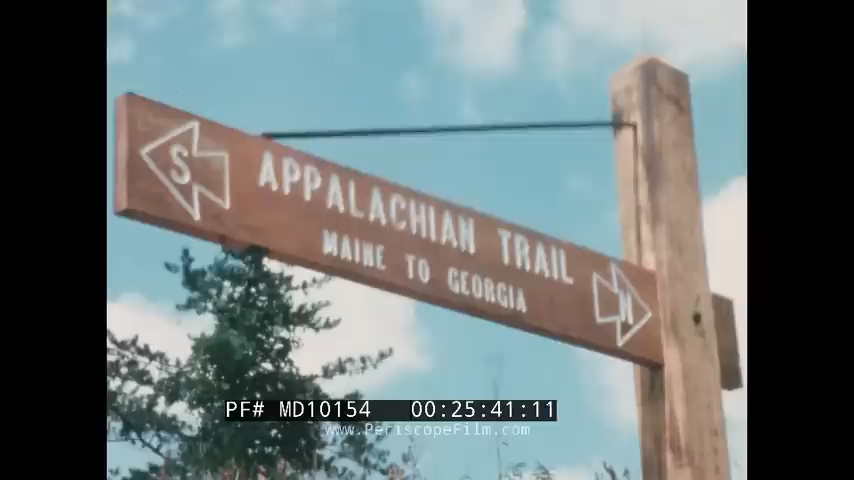 S
APPALACHIAN TRAIL
MAINE TO GEORGIA
N
PF# MD10154 00:25:41:11
www.PeriscopeFilm.com